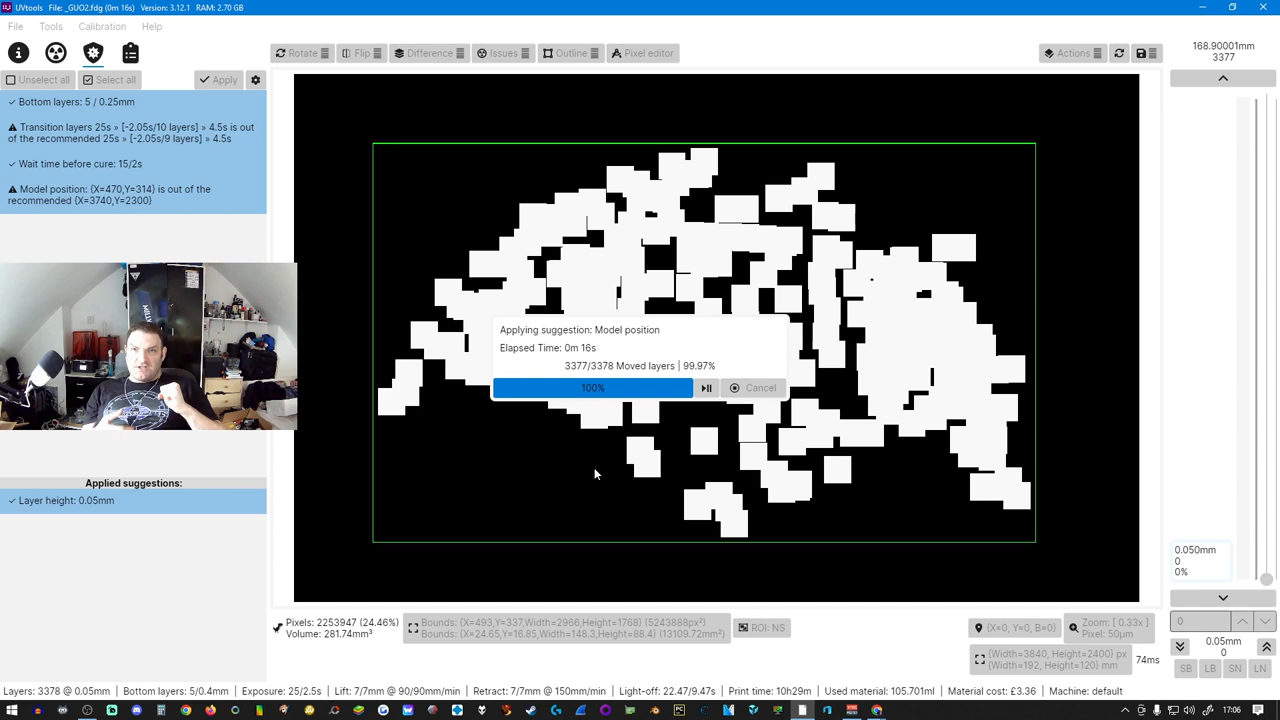 UVtools   File: _GUO2.fdg (0m 16s)   Version: 3.12.1   RAM: 2.70 GB
File   Tools   Calibration   Help
Rotate   Flip   Difference   Issues   Outline   Pixel editor   Actions
168.90001mm
3377
Unselect all   Select all   Apply
Bottom layers: 5 / 0.25mm
Transition layers 25s » [-2.05s/10 layers] » 4.5s is out
of the recommended 25s » [-2.05s/9 layers] » 4.5s
Wait time before cure: 15/2s
Model position: {X=470,Y=314} is out of the
recommended {X=3740,Y=2300}
Applying suggestion: Model position
Elapsed Time: 0m 16s
3377/3378 Moved layers | 99.97%
100%   Cancel
Applied suggestions:
Layer height: 0.05mm
0.050mm
0
0%
Pixels: 2253947 (24.46%)
Volume: 281.74mm³
Bounds: {X=493,Y=337,Width=2966,Height=1768} (5243888px²)
Bounds: {X=24.65,Y=16.85,Width=148.3,Height=88.4} (13109.72mm²)
ROI: NS
{X=0, Y=0, B=0}
Zoom: [ 0.33x ]
Pixel: 50µm
0
{Width=3840, Height=2400} px
{Width=192, Height=120} mm
74ms
0.05mm
0
SB   LB   SN   LN
Layers: 3378 @ 0.05mm   |   Bottom layers: 5/0.4mm   |   Exposure: 25/2.5s   |   Lift: 7/7mm @ 90/90mm/min   |   Retract: 7/7mm @ 150mm/min   |   Light-off: 22.47/9.47s   |   Print time: 10h29m   |   Used material: 105.701ml   |   Material cost: £3.36   |   Machine: default
17:06